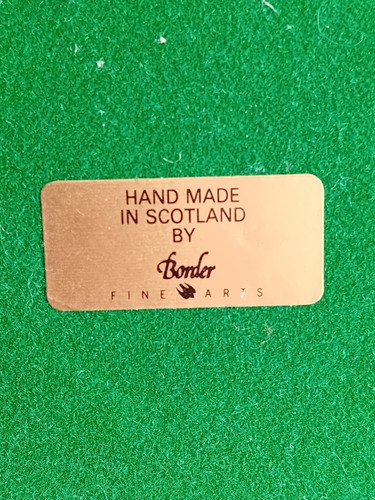 HAND MADE
IN SCOTLAND
BY
Border
FINE ARTS